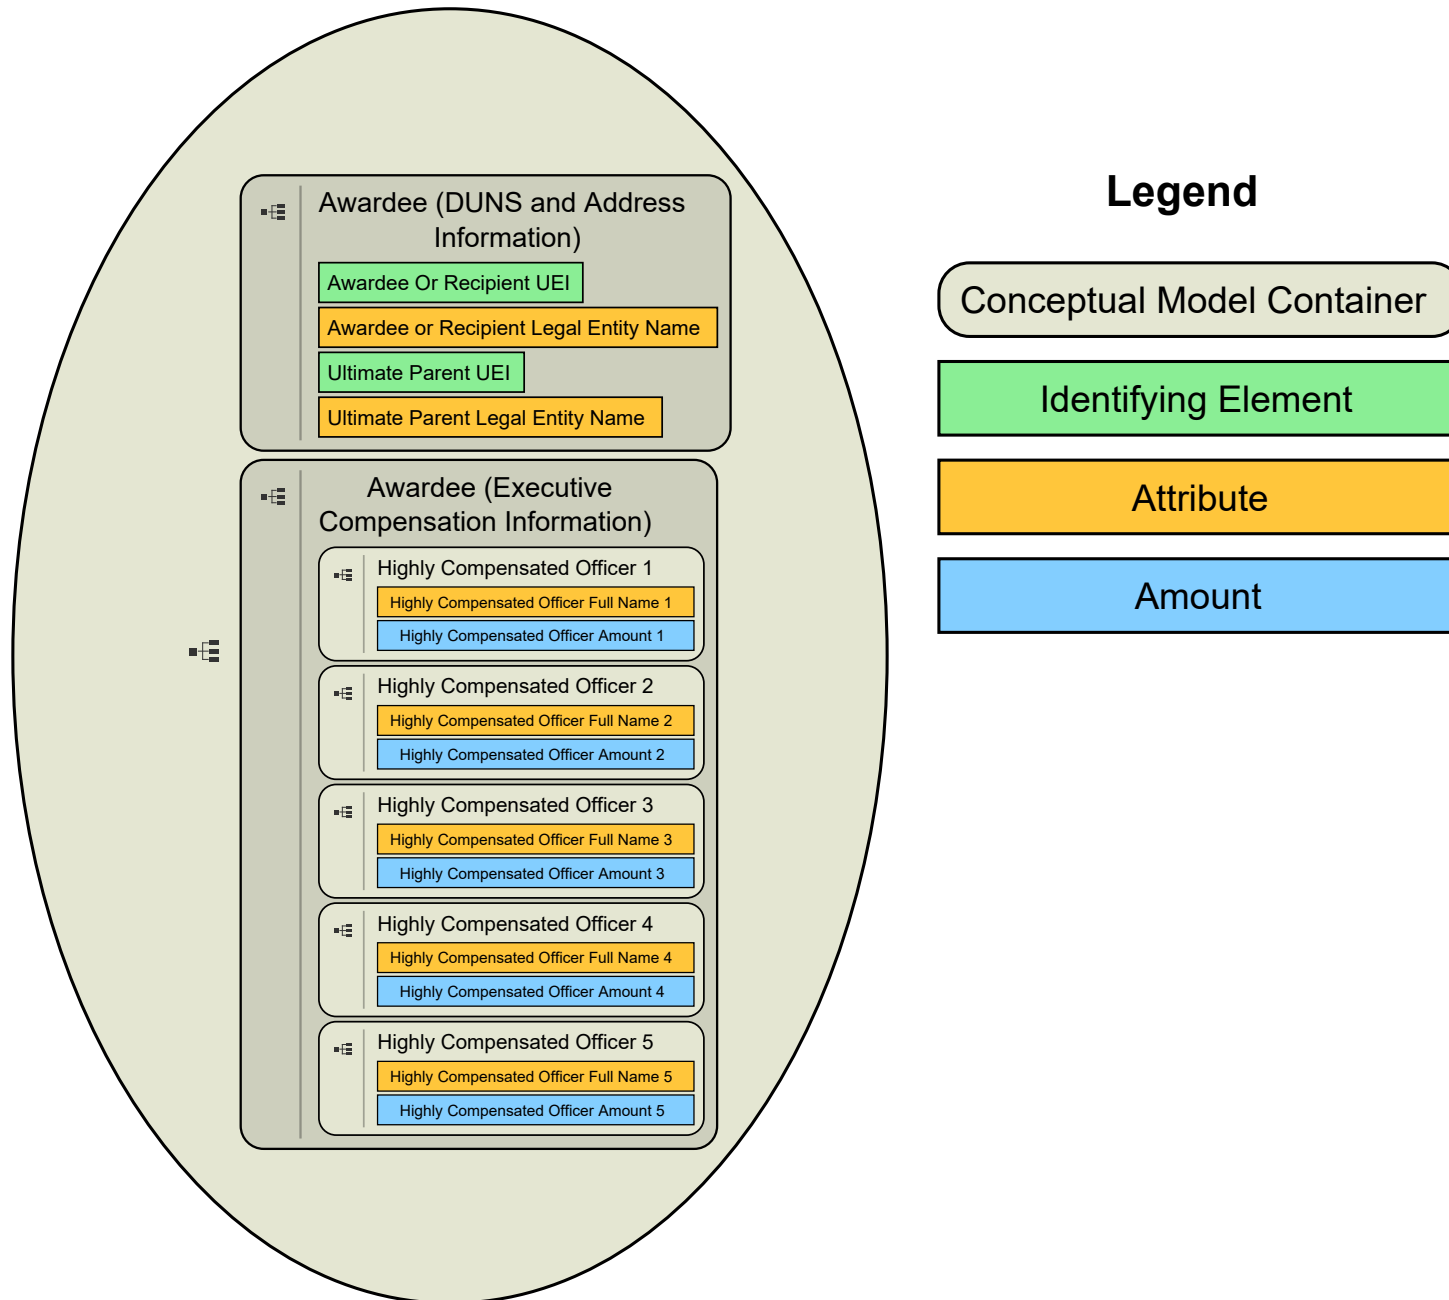 Awardee (DUNS and Address
Information)
Awardee Or Recipient UEI
Awardee or Recipient Legal Entity Name
Ultimate Parent UEI
Ultimate Parent Legal Entity Name
Awardee (Executive
Compensation Information)
Highly Compensated Officer 1
Highly Compensated Officer Full Name 1
Highly Compensated Officer Amount 1
Highly Compensated Officer 2
Highly Compensated Officer Full Name 2
Highly Compensated Officer Amount 2
Highly Compensated Officer 3
Highly Compensated Officer Full Name 3
Highly Compensated Officer Amount 3
Highly Compensated Officer 4
Highly Compensated Officer Full Name 4
Highly Compensated Officer Amount 4
Highly Compensated Officer 5
Highly Compensated Officer Full Name 5
Highly Compensated Officer Amount 5
Legend
Conceptual Model Container
Identifying Element
Attribute
Amount